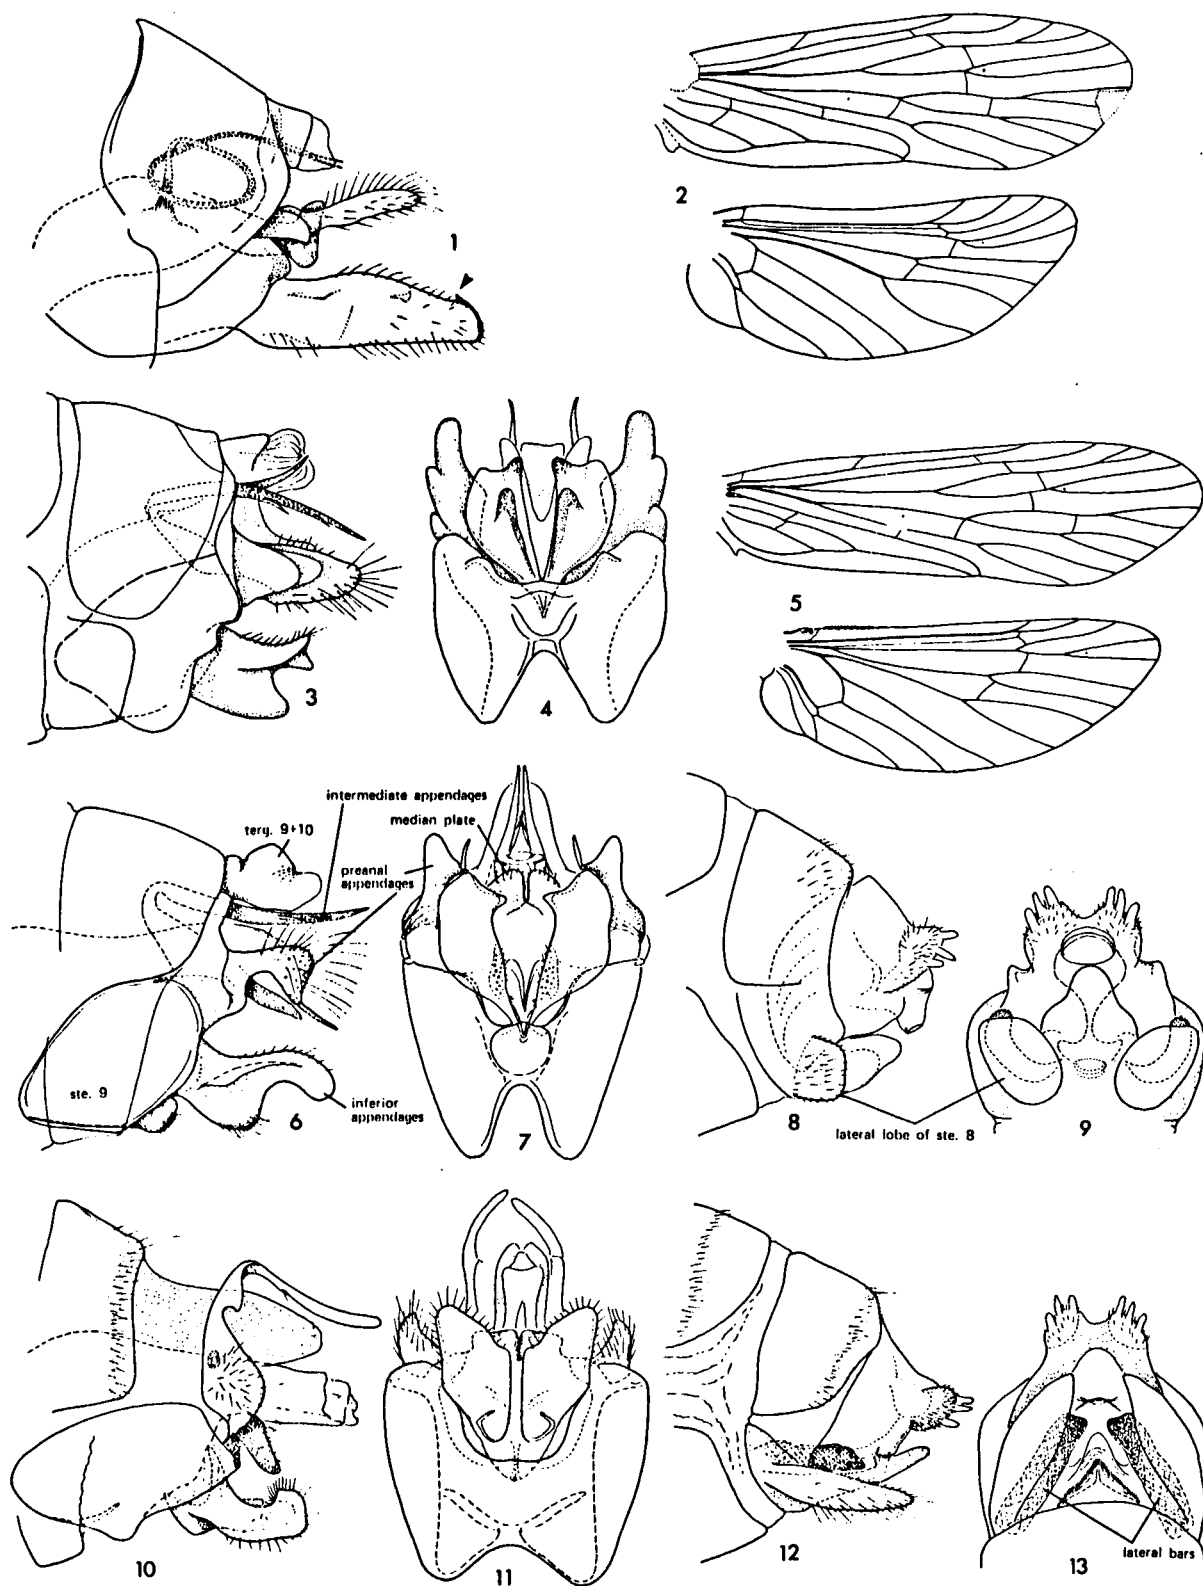 1
2
3
4
5
intermediate appendages
median plate
terg. 9+10
preanal
appendages
ste. 9
inferior
appendages
6
7
8
9
lateral lobe of ste. 8
10
11
12
13
lateral bars